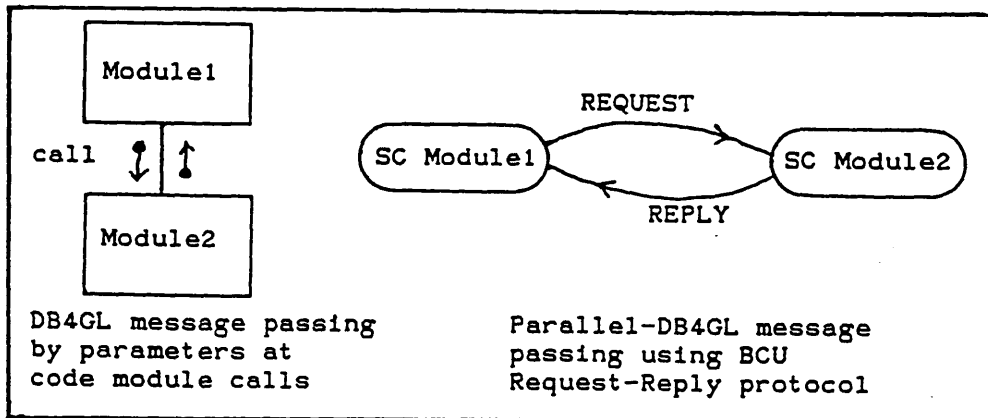 Module1
call
Module2
DB4GL message passing
by parameters at
code module calls
REQUEST
SC Module1
SC Module2
REPLY
Parallel-DB4GL message
passing using BCU
Request-Reply protocol